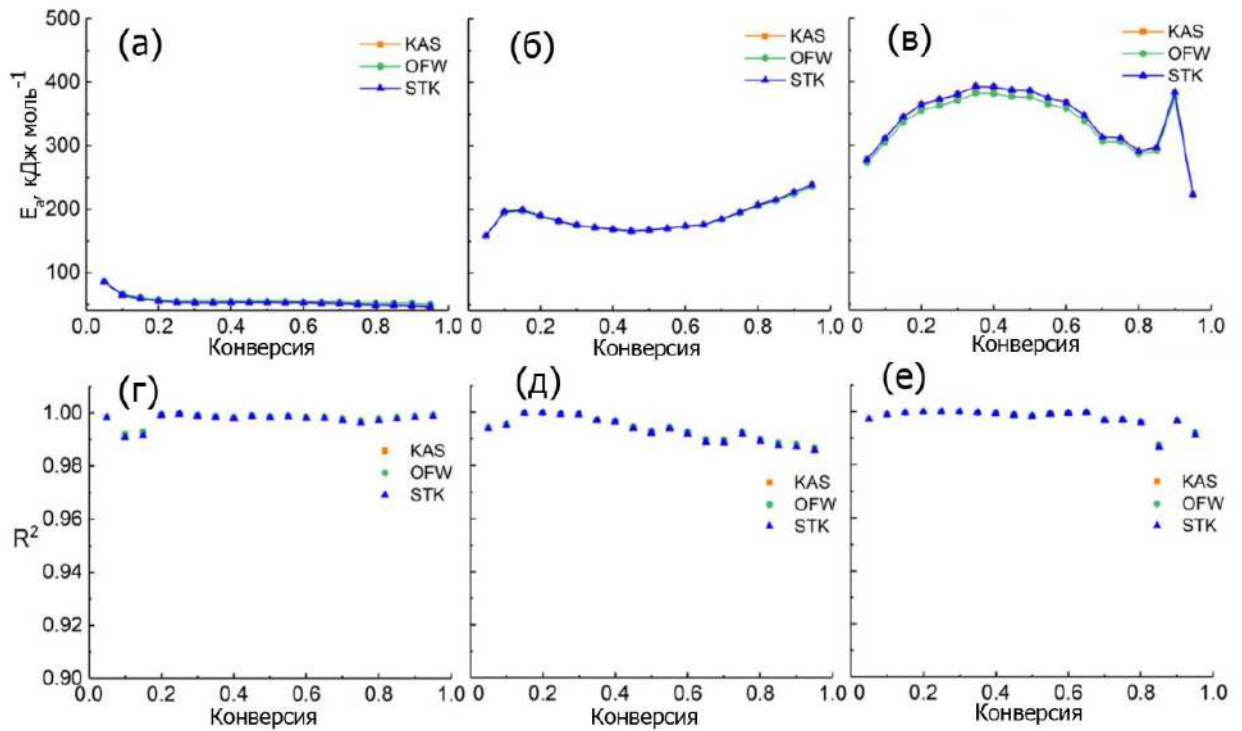 (а)
KAS
OFW
STK
(б)
KAS
OFW
STK
(в)
KAS
OFW
STK
Eₐ, кДж моль⁻¹
500
400
300
200
100
0.0 0.2 0.4 0.6 0.8 1.0
Конверсия
0 0.2 0.4 0.6 0.8 1.0
Конверсия
0 0.2 0.4 0.6 0.8 1.0
Конверсия
(г)
KAS
OFW
STK
(д)
KAS
OFW
STK
(е)
KAS
OFW
STK
R²
1.00
0.98
0.96
0.94
0.92
0.90
0.0 0.2 0.4 0.6 0.8 1.0
Конверсия
0 0.2 0.4 0.6 0.8 1.0
Конверсия
0 0.2 0.4 0.6 0.8 1.0
Конверсия